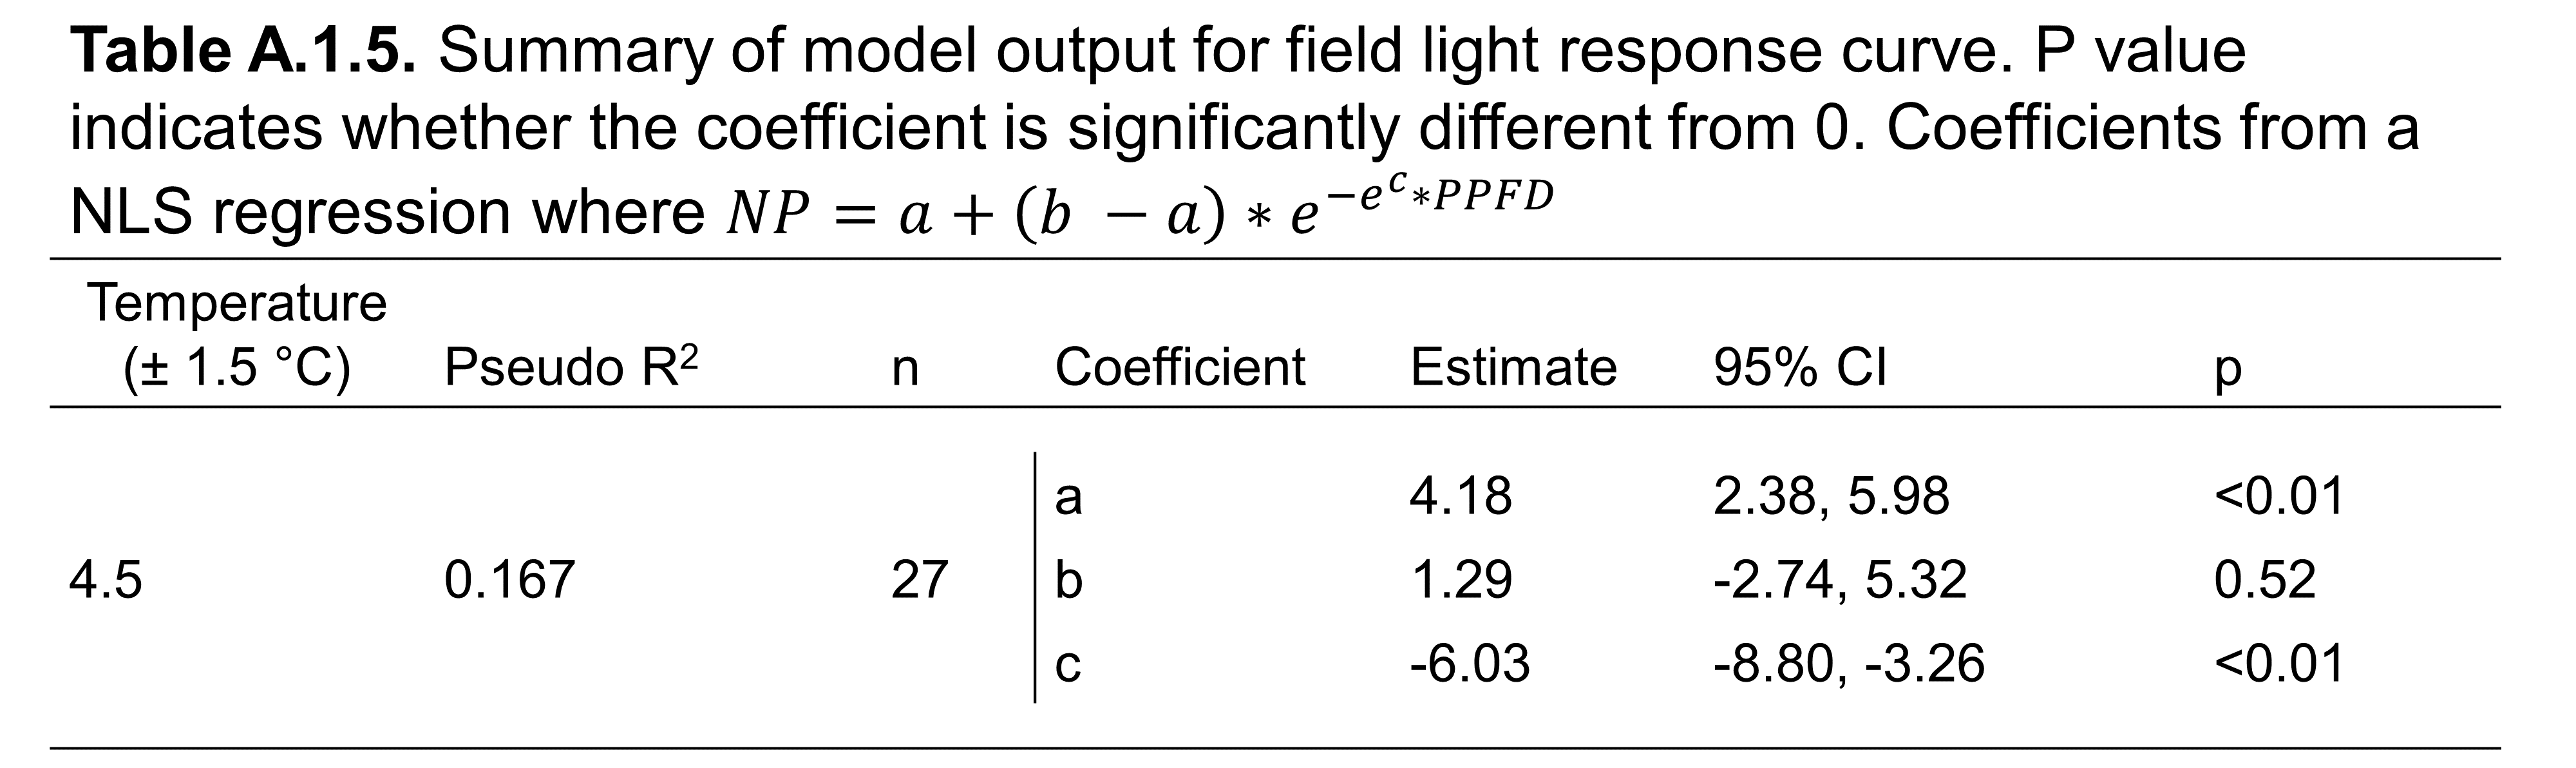 Table A.1.5. Summary of model output for field light response curve. P value
indicates whether the coefficient is significantly different from 0. Coefficients from a
NLS regression where NP = a + (b − a) * e^{−e^{c}*PPFD}
Temperature
(± 1.5 °C) Pseudo R² n Coefficient Estimate 95% CI p
a 4.18 2.38, 5.98 <0.01
4.5 0.167 27 b 1.29 -2.74, 5.32 0.52
c -6.03 -8.80, -3.26 <0.01